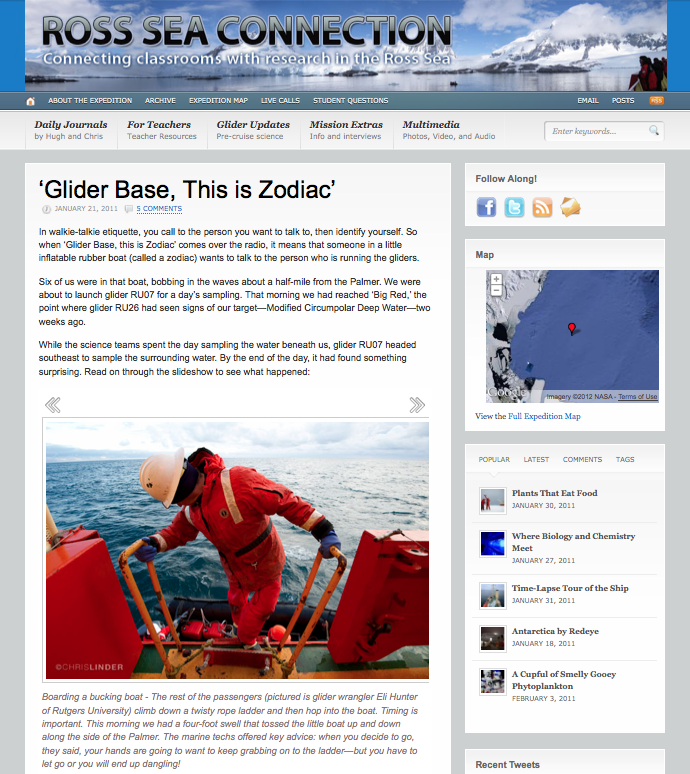 ROSS SEA CONNECTION
Connecting classrooms with research in the Ross Sea
ABOUT THE EXPEDITION ARCHIVE EXPEDITION MAP LIVE CALLS STUDENT QUESTIONS EMAIL POSTS RSS
Daily Journals For Teachers Glider Updates Mission Extras Multimedia
by Hugh and Chris Teacher Resources Pre-cruise science Info and interviews Photos, Video, and Audio
Enter keywords...
‘Glider Base, This is Zodiac’
JANUARY 21, 2011 5 COMMENTS
In walkie-talkie etiquette, you call to the person you want to talk to, then identify yourself. So
when ‘Glider Base, this is Zodiac’ comes over the radio, it means that someone in a little
inflatable rubber boat (called a zodiac) wants to talk to the person who is running the gliders.
Six of us were in that boat, bobbing in the waves about a half-mile from the Palmer. We were
about to launch glider RU07 for a day’s sampling. That morning we had reached ‘Big Red,’ the
point where glider RU26 had seen signs of our target—Modified Circumpolar Deep Water—two
weeks ago.
While the science teams spent the day sampling the water beneath us, glider RU07 headed
southeast to sample the surrounding water. By the end of the day, it had found something
surprising. Read on through the slideshow to see what happened:
©CHRISLINDER
Boarding a bucking boat - The rest of the passengers (pictured is glider wrangler Eli Hunter
of Rutgers University) climb down a twisty rope ladder and then hop into the boat. Timing is
important. This morning we had a four-foot swell that tossed the little boat up and down
along the side of the Palmer. The marine techs offered key advice: when you decide to go,
they said, your hands are going to want to keep grabbing on to the ladder—but you have to
let go or you will end up dangling!
Follow Along!
Map
+
−
Google
Imagery ©2012 NASA - Terms of Use
View the Full Expedition Map
POPULAR LATEST COMMENTS TAGS
Plants That Eat Food
JANUARY 30, 2011
Where Biology and Chemistry
Meet
JANUARY 27, 2011
Time-Lapse Tour of the Ship
JANUARY 31, 2011
Antarctica by Redeye
JANUARY 18, 2011
A Cupful of Smelly Gooey
Phytoplankton
FEBRUARY 3, 2011
Recent Tweets